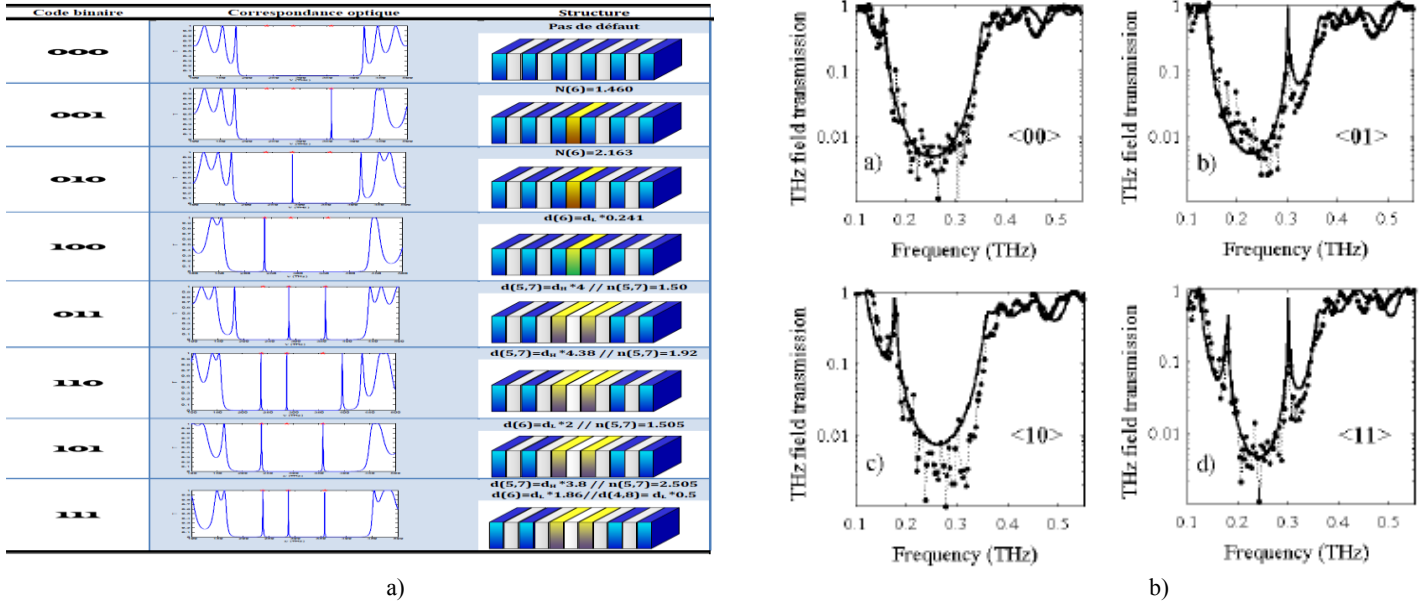 Code binaire Correspondance optique Structure
000
Pas de défaut
001
N(6)=1.460
010
N(6)=2.163
100
d(6)=d_L *0.241
011
d(5,7)=d_H *4 // n(5,7)=1.50
110
d(5,7)=d_H *4.38 // n(5,7)=1.92
101
d(6)=d_L *2 // n(5,7)=1.505
111
d(5,7)=d_H *3.8 // n(5,7)=2.505
d(6)=d_L *1.86//d(4,8)= d_L *0.5
a)
THz field transmission
1
0.1
0.01
a)
<00>
0.1 0.2 0.3 0.4 0.5
Frequency (THz)
THz field transmission
1
0.1
0.01
b)
<01>
0.1 0.2 0.3 0.4 0.5
Frequency (THz)
THz field transmission
1
0.1
0.01
c)
<10>
0.1 0.2 0.3 0.4 0.5
Frequency (THz)
THz field transmission
1
0.1
0.01
d)
<11>
0.1 0.2 0.3 0.4 0.5
Frequency (THz)
b)